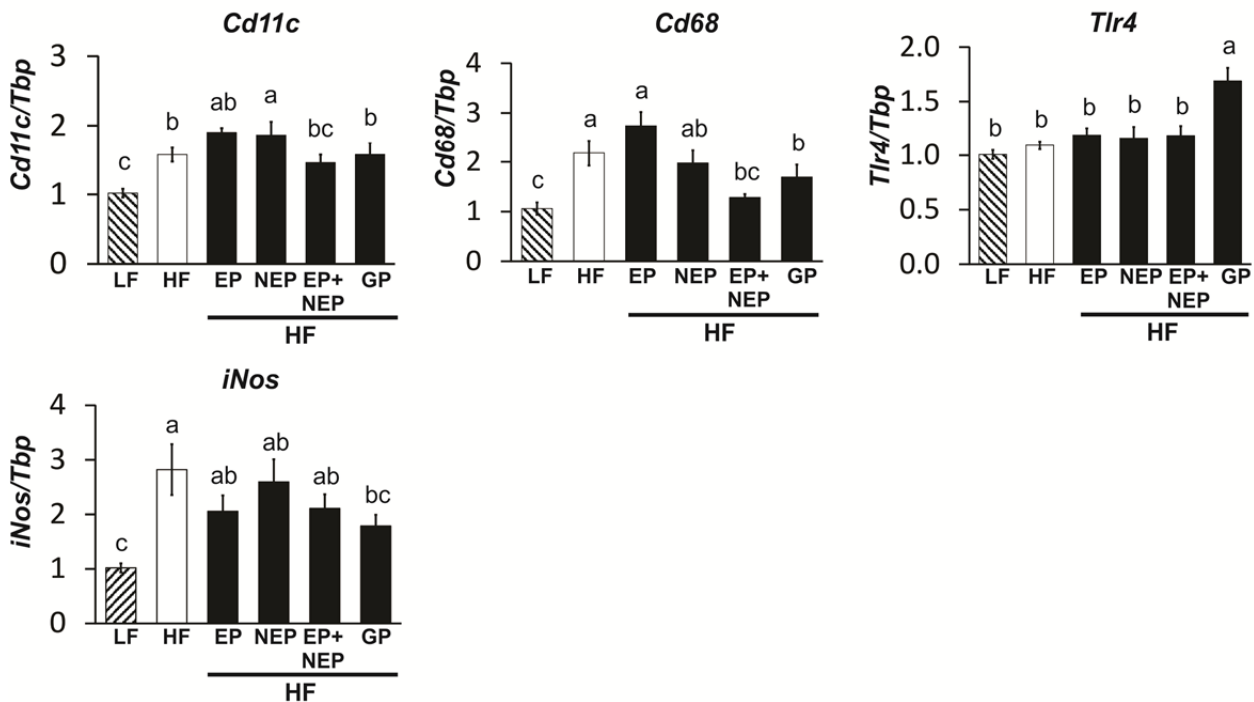 Cd11c
Cd11c/Tbp
3
2
1
0
c
b
ab
a
bc
b
LF HF EP NEP EP+ GP
NEP
HF
Cd68
Cd68/Tbp
4
3
2
1
0
c
a
a
ab
bc
b
LF HF EP NEP EP+ GP
NEP
HF
Tlr4
Tlr4/Tbp
2.0
1.5
1.0
0.5
0.0
b
b
b
b
b
a
LF HF EP NEP EP+ GP
NEP
HF
iNos
iNos/Tbp
4
3
2
1
0
c
a
ab
ab
ab
bc
LF HF EP NEP EP+ GP
NEP
HF